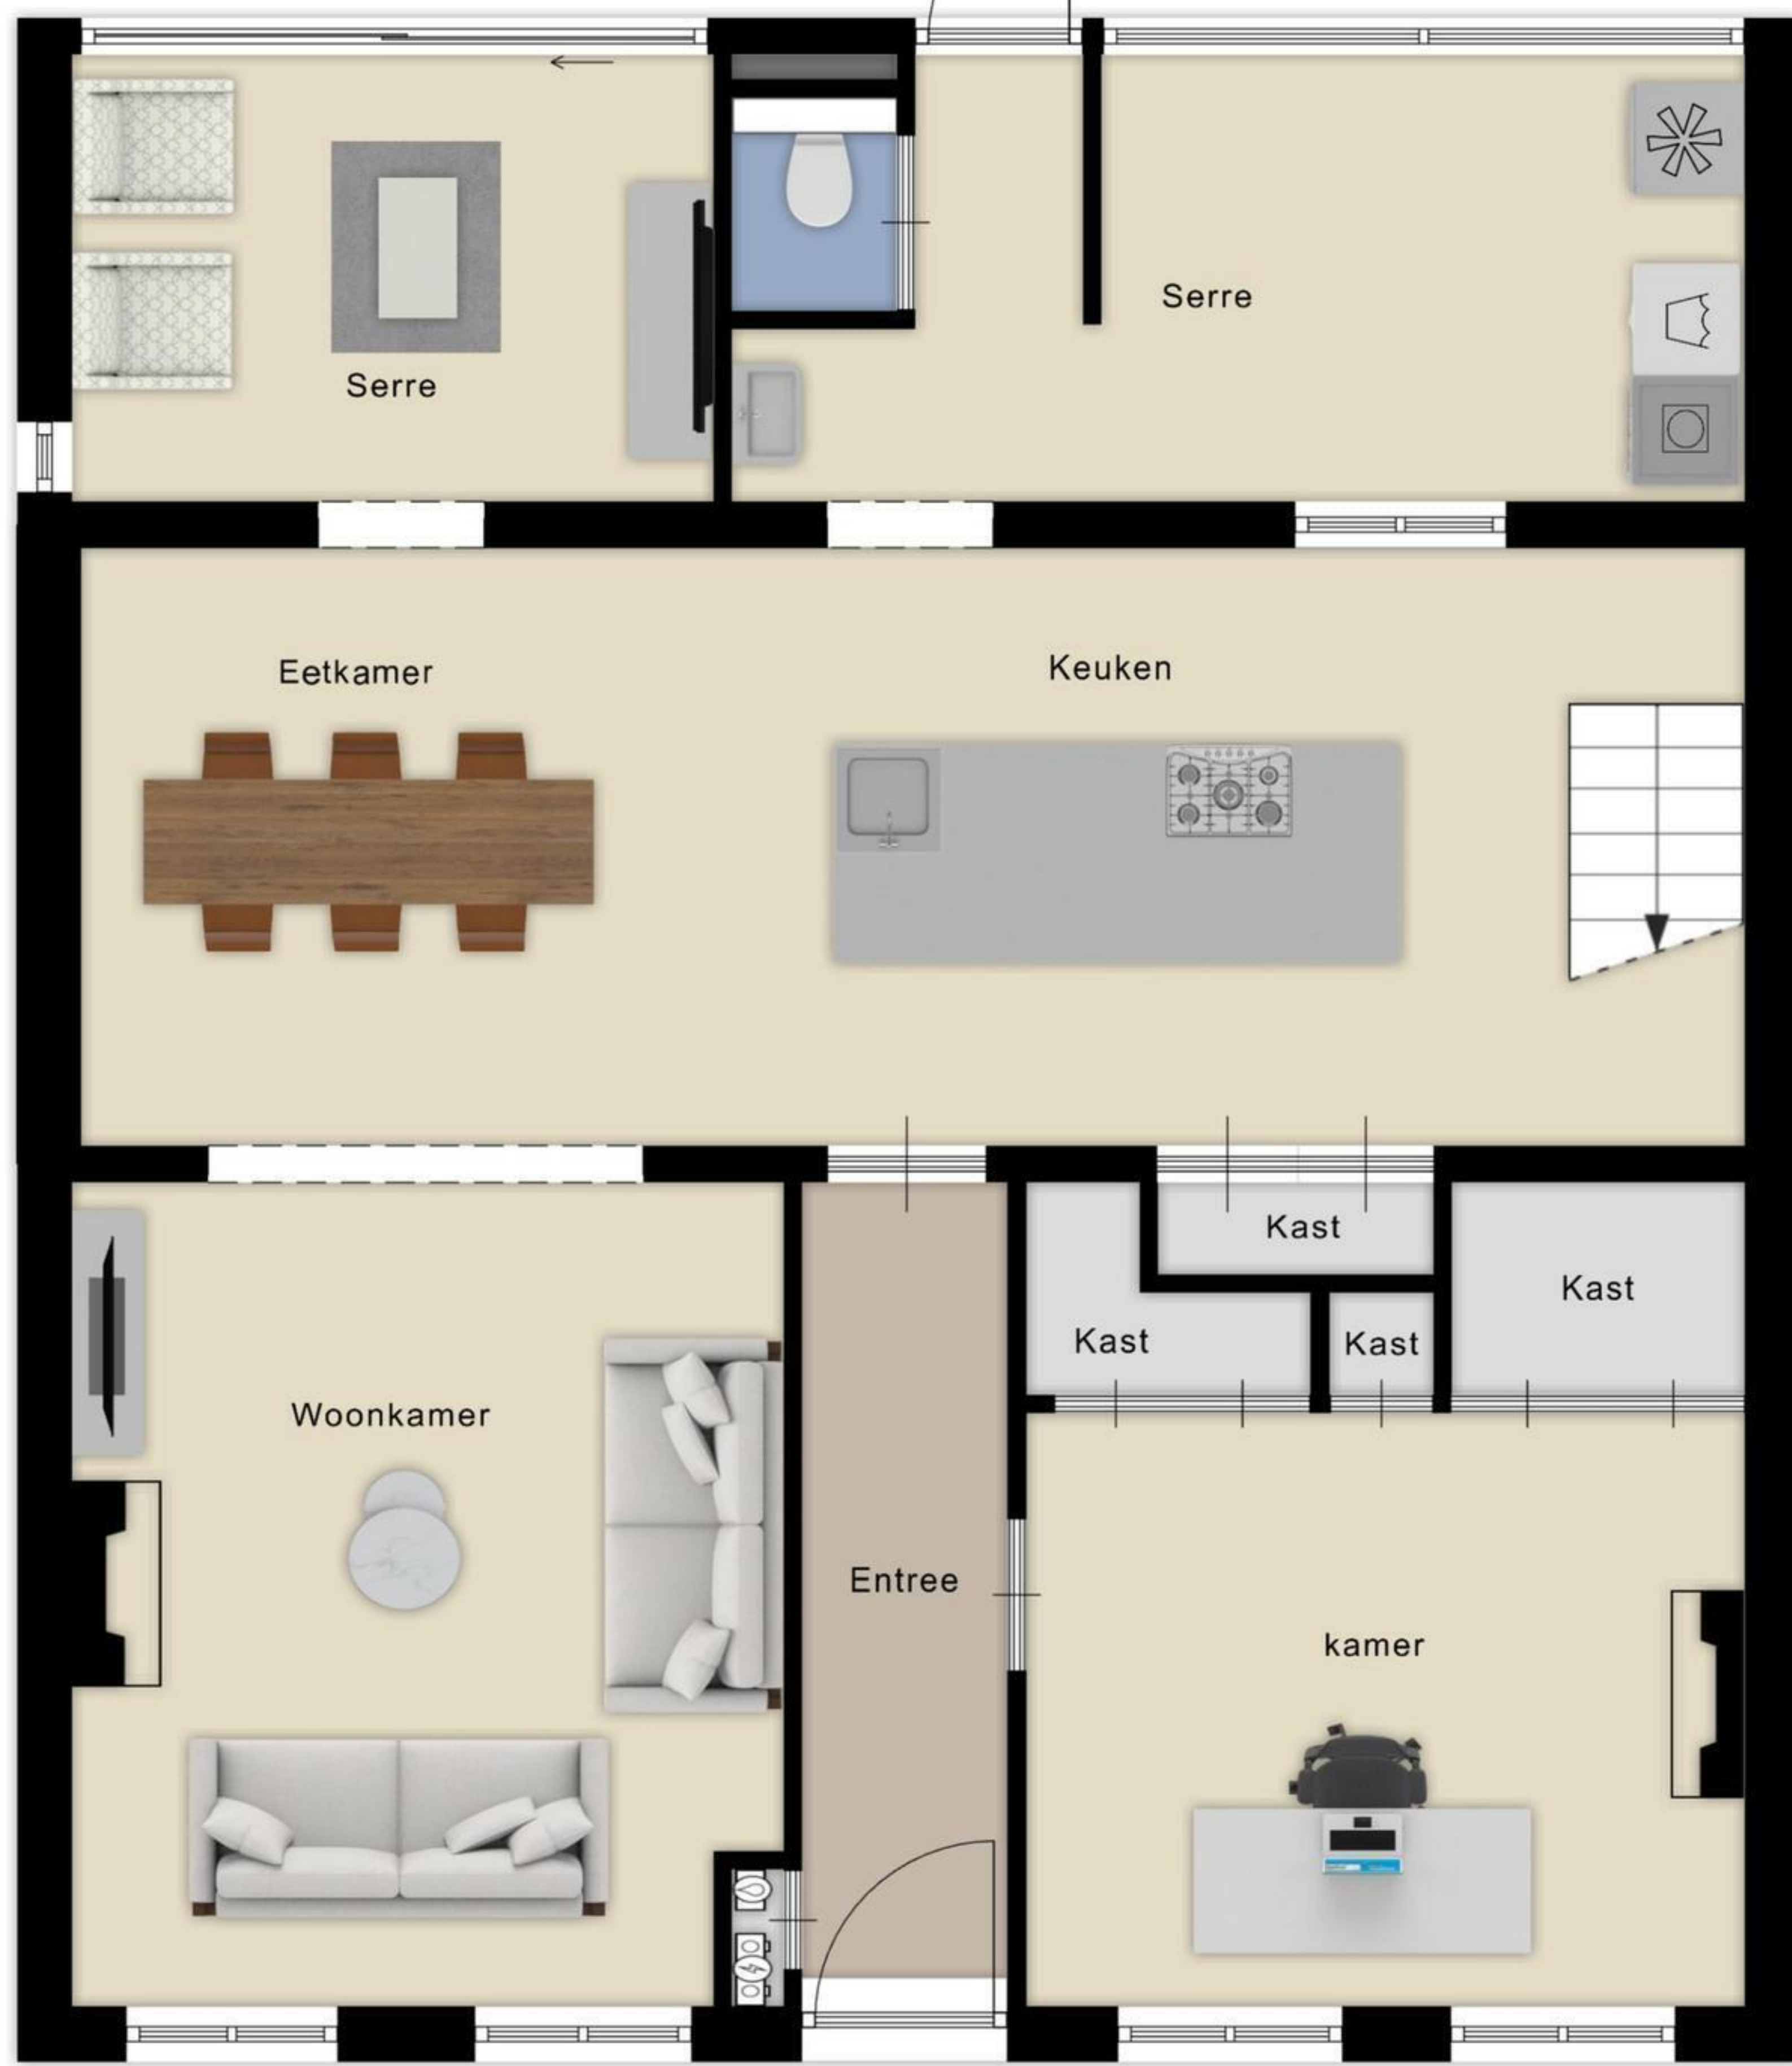 Serre
Serre
Eetkamer
Keuken
Kast
Kast
Kast
Kast
Woonkamer
Entree
kamer